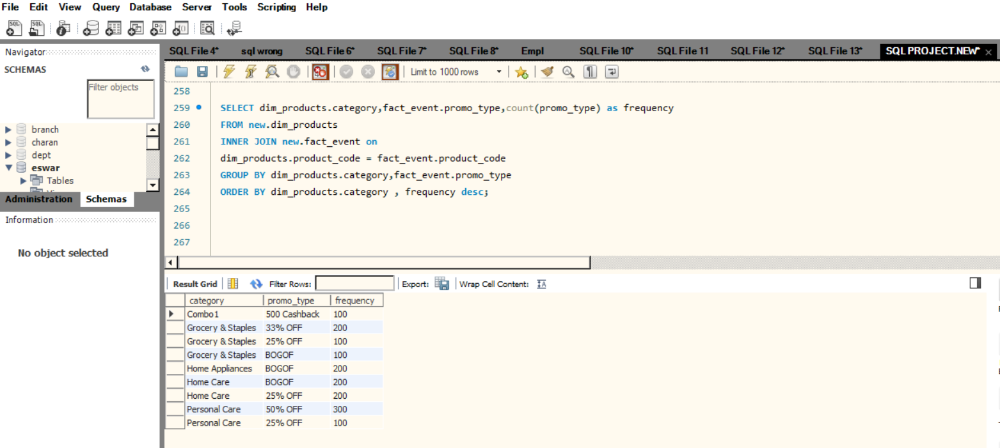 File Edit View Query Database Server Tools Scripting Help
SQL SQL
Navigator
SCHEMAS
Filter objects
branch
charan
dept
eswar
Tables
Administration Schemas
Information
No object selected
SQL File 4* sql wrong SQL File 6* SQL File 7* SQL File 8* Empl SQL File 10* SQL File 11 SQL File 12* SQL File 13* SQL PROJECT.NEW* ×
Limit to 1000 rows
258
259 SELECT dim_products.category,fact_event.promo_type,count(promo_type) as frequency
260 FROM new.dim_products
261 INNER JOIN new.fact_event on
262 dim_products.product_code = fact_event.product_code
263 GROUP BY dim_products.category,fact_event.promo_type
264 ORDER BY dim_products.category , frequency desc;
265
266
267
Result Grid Filter Rows: Export: Wrap Cell Content: IA
category promo_type frequency
Combo1 500 Cashback 100
Grocery & Staples 33% OFF 200
Grocery & Staples 25% OFF 100
Grocery & Staples BOGOF 100
Home Appliances BOGOF 200
Home Care BOGOF 200
Home Care 25% OFF 200
Personal Care 50% OFF 300
Personal Care 25% OFF 100